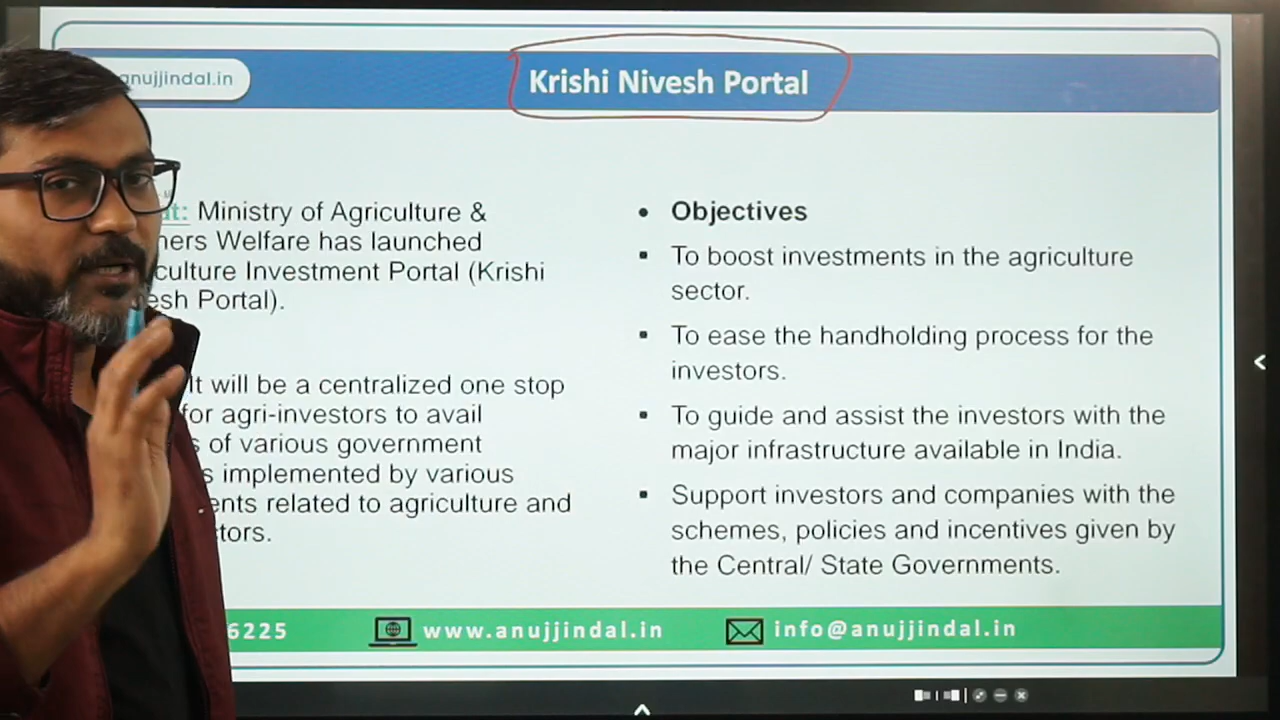 anujjindal.in
Krishi Nivesh Portal
Ministry of Agriculture &
Welfare has launched
Investment Portal (Krishi
Portal).
It will be a centralized one stop
for agri-investors to avail
of various government
implemented by various
related to agriculture and
• Objectives
▪ To boost investments in the agriculture
sector.
▪ To ease the handholding process for the
investors.
▪ To guide and assist the investors with the
major infrastructure available in India.
▪ Support investors and companies with the
schemes, policies and incentives given by
the Central/ State Governments.
6225
www.anujjindal.in
info@anujjindal.in